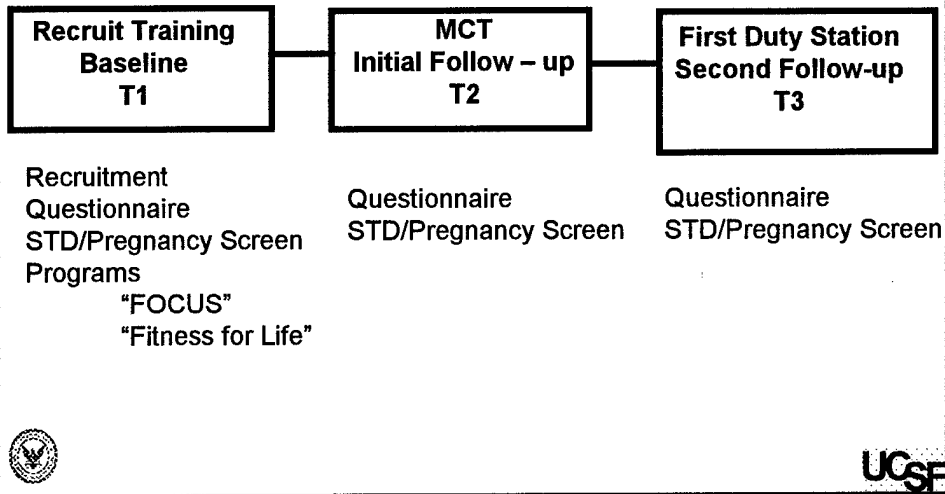 Recruit Training
Baseline
T1
MCT
Initial Follow – up
T2
First Duty Station
Second Follow-up
T3
Recruitment
Questionnaire
STD/Pregnancy Screen
Programs
"FOCUS"
"Fitness for Life"
Questionnaire
STD/Pregnancy Screen
Questionnaire
STD/Pregnancy Screen
UCSF